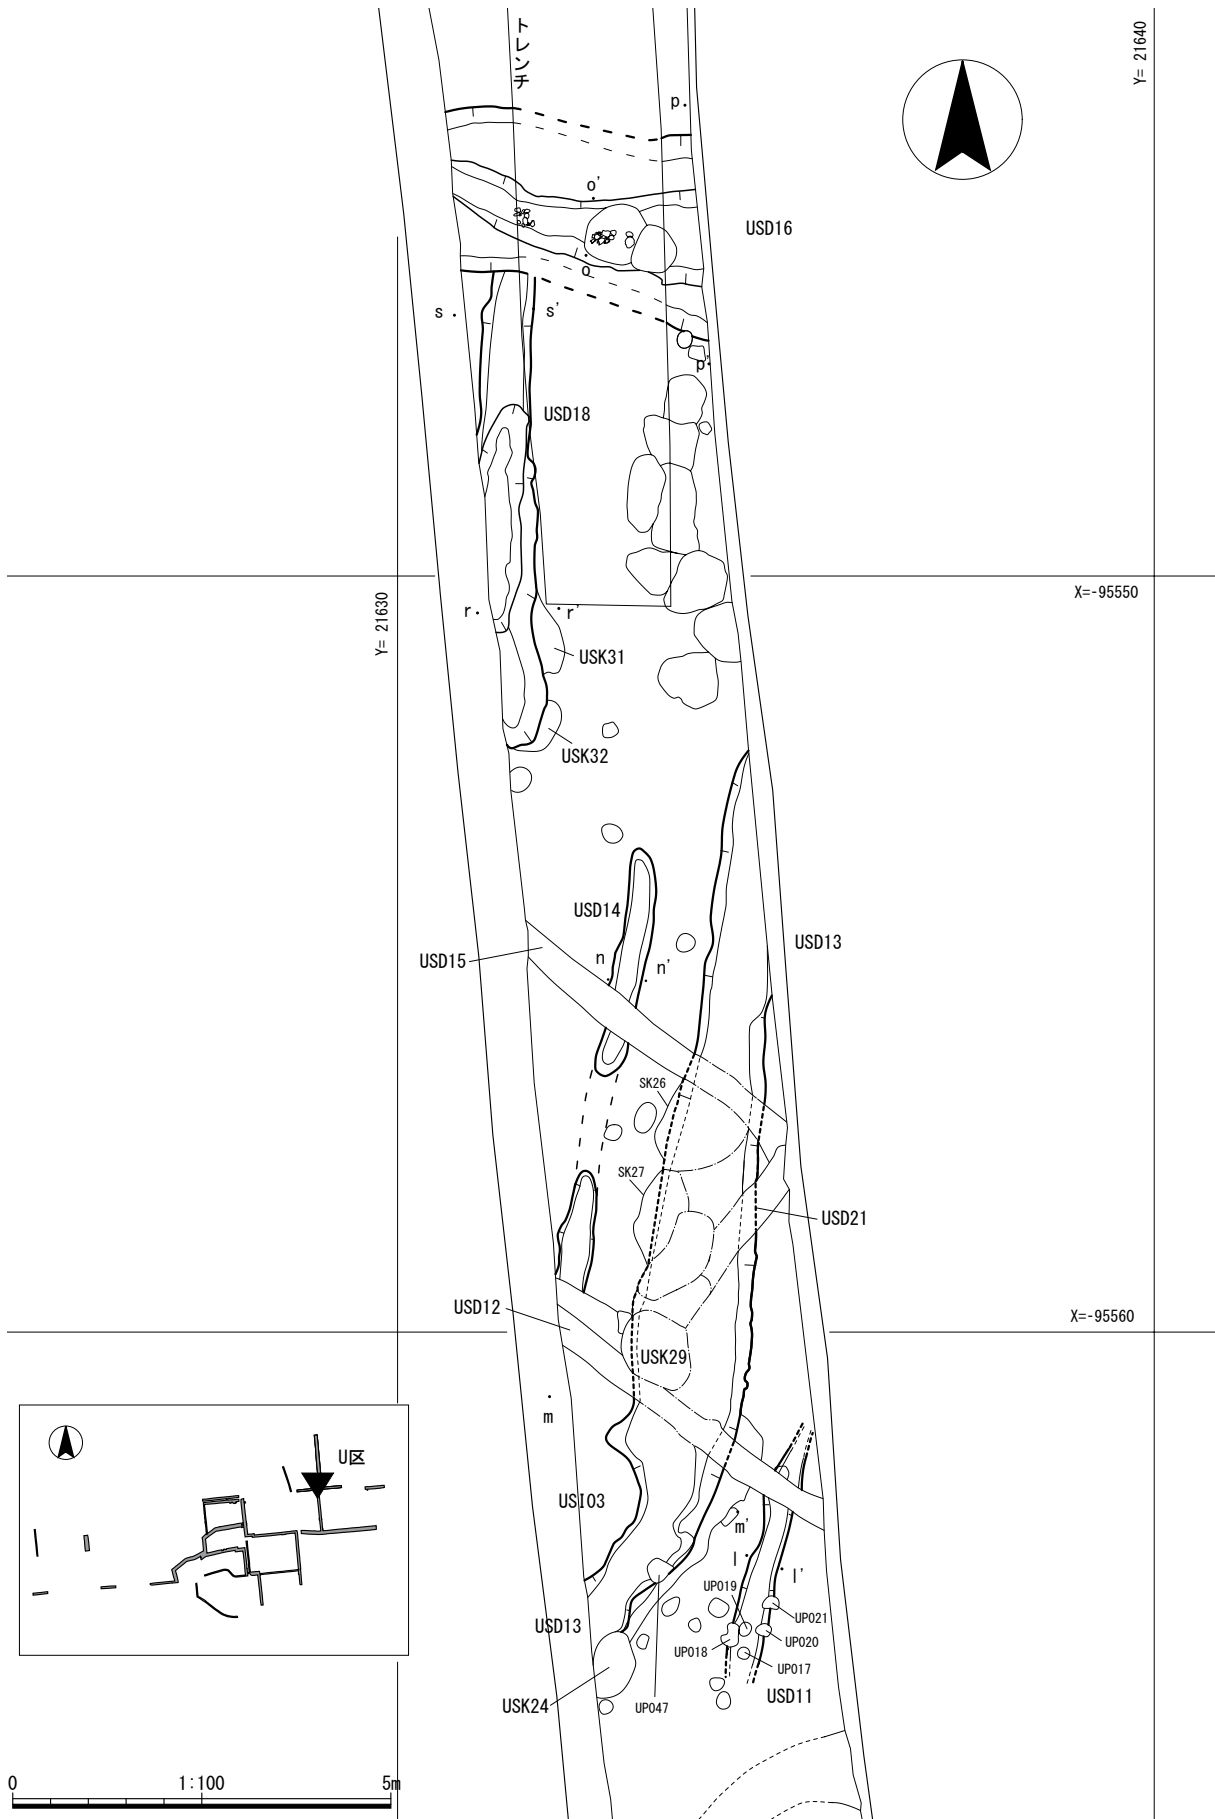 トレンチ
Y= 21640
p.
o'
USD16
o
s .
s'
p'
USD18
X=-95550
Y= 21630
r.
r'
USK31
USK32
USD14
USD13
USD15
n
n'
SK26
SK27
USD21
USD12
X=-95560
USK29
m
U区
USI03
m'
l
l'
UP019
UP021
USD13
UP018
UP020
UP017
USK24
UP047
USD11
0
1:100
5m